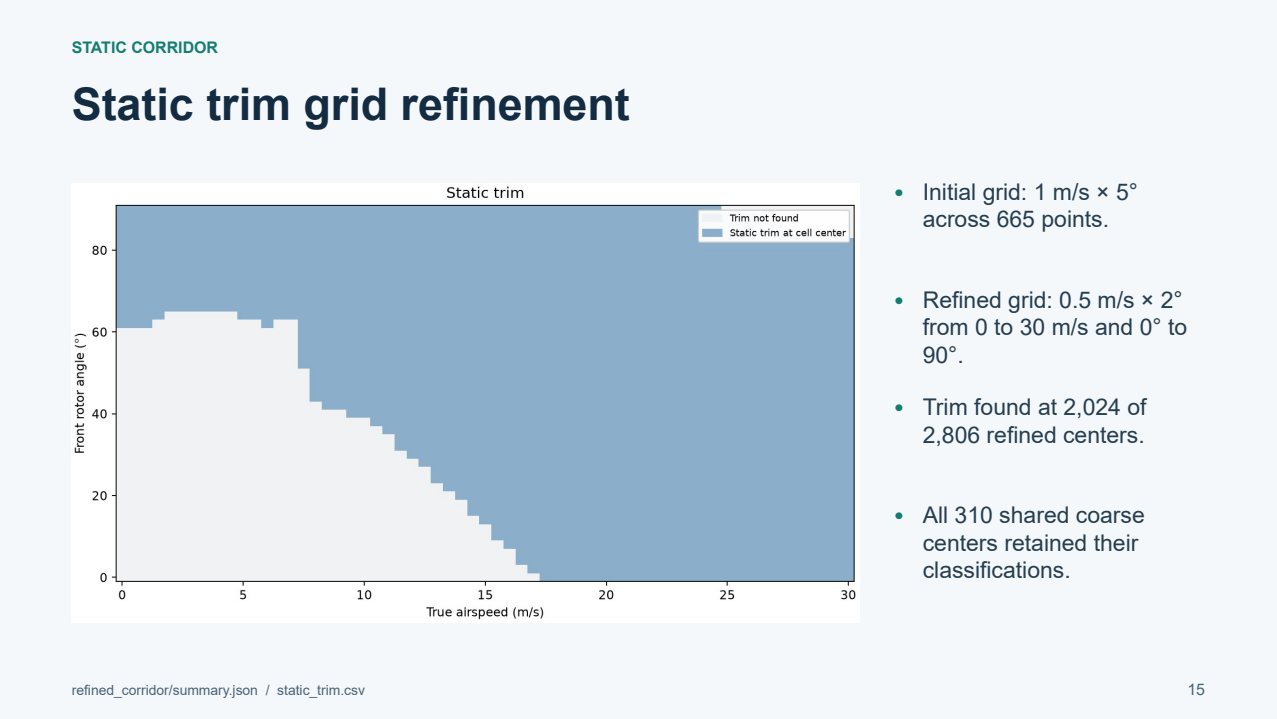 STATIC CORRIDOR
Static trim grid refinement
Static trim
Trim not found
Static trim at cell center
80
60
40
20
0
Front rotor angle (°)
0 5 10 15 20 25 30
True airspeed (m/s)
• Initial grid: 1 m/s × 5°
across 665 points.
• Refined grid: 0.5 m/s × 2°
from 0 to 30 m/s and 0° to
90°.
• Trim found at 2,024 of
2,806 refined centers.
• All 310 shared coarse
centers retained their
classifications.
refined_corridor/summary.json / static_trim.csv
15